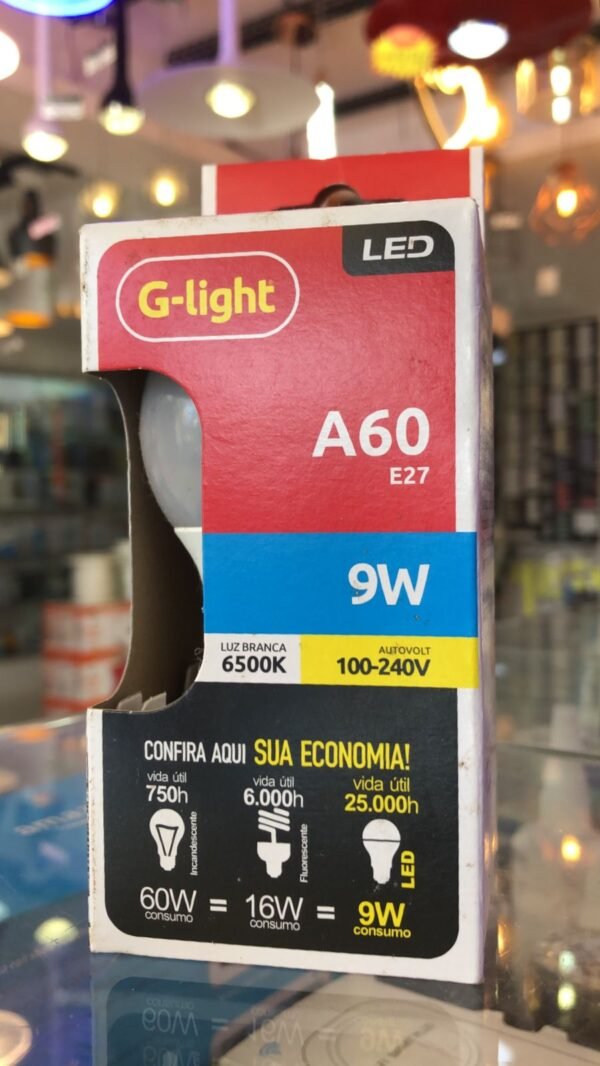 LED
G-light
A60
E27
9W
LUZ BRANCA
6500K
AUTOVOLT
100-240V
CONFIRA AQUI SUA ECONOMIA!
vida útil
750h
vida útil
6.000h
vida útil
25.000h
Incandescente
Fluorescente
LED
60W = 16W = 9W
consumo consumo consumo